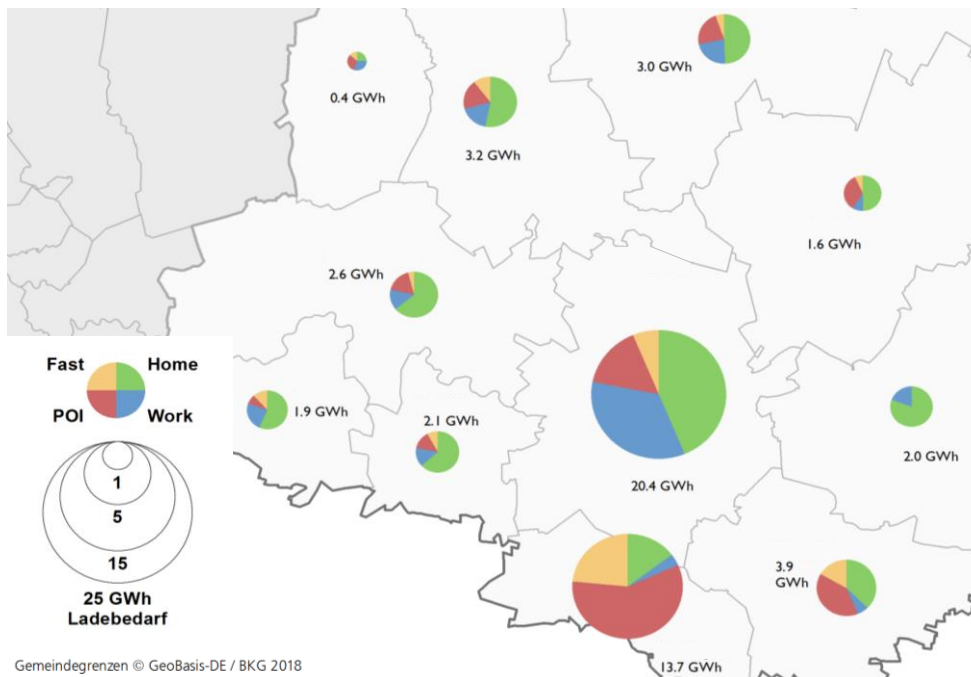 0.4 GWh
3.2 GWh
3.0 GWh
1.6 GWh
2.6 GWh
1.9 GWh
2.1 GWh
20.4 GWh
2.0 GWh
3.9
GWh
13.7 GWh
Fast Home
POI Work
1
5
15
25 GWh
Ladebedarf
Gemeindegrenzen © GeoBasis-DE / BKG 2018